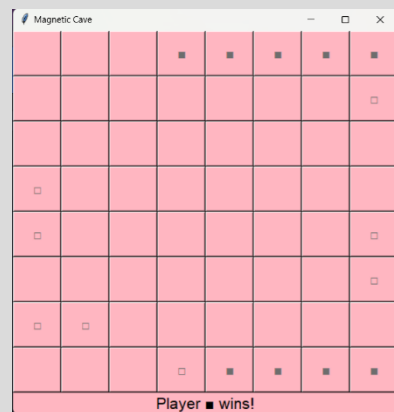 Magnetic Cave
■ ■ ■ ■ ■
□
□
□ □
□
□ □
□ ■ ■ ■ ■
Player ■ wins!